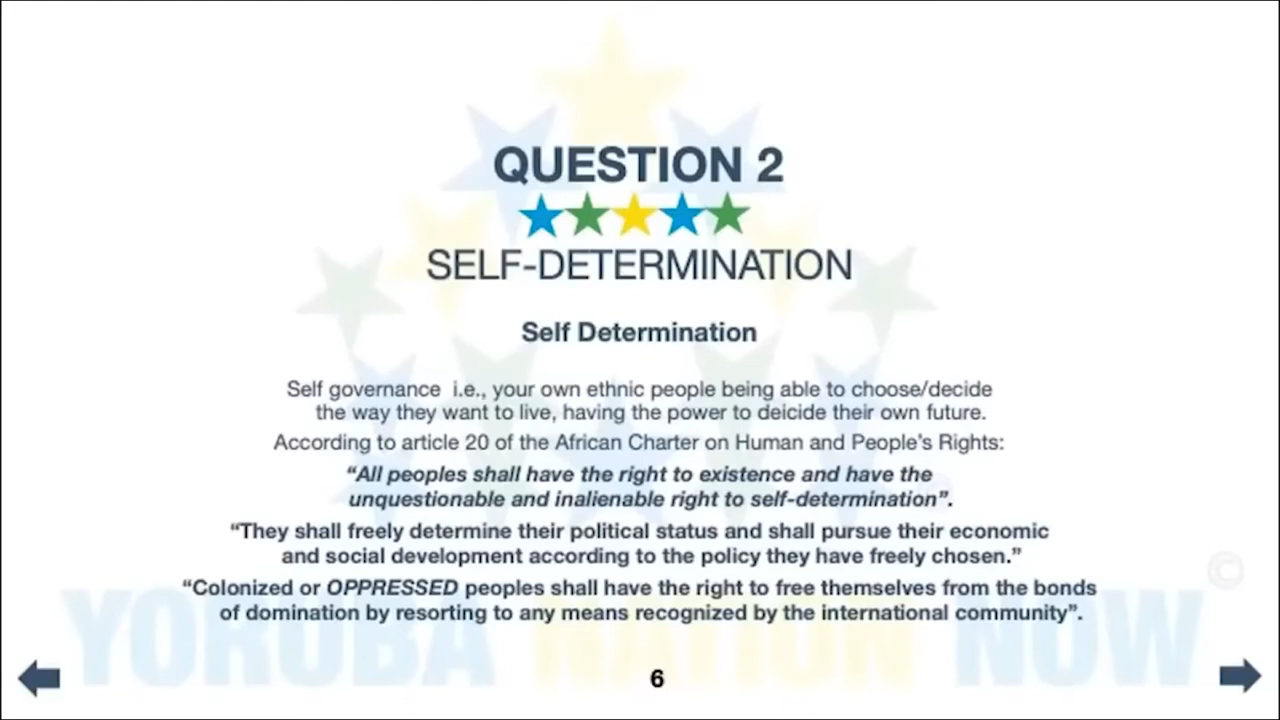 QUESTION 2
SELF-DETERMINATION
Self Determination
Self governance i.e., your own ethnic people being able to choose/decide
the way they want to live, having the power to deicide their own future.
According to article 20 of the African Charter on Human and People’s Rights:
“All peoples shall have the right to existence and have the
unquestionable and inalienable right to self-determination”.
“They shall freely determine their political status and shall pursue their economic
and social development according to the policy they have freely chosen.”
“Colonized or OPPRESSED peoples shall have the right to free themselves from the bonds
of domination by resorting to any means recognized by the international community”.
©
YORUBA NATION NOW
6